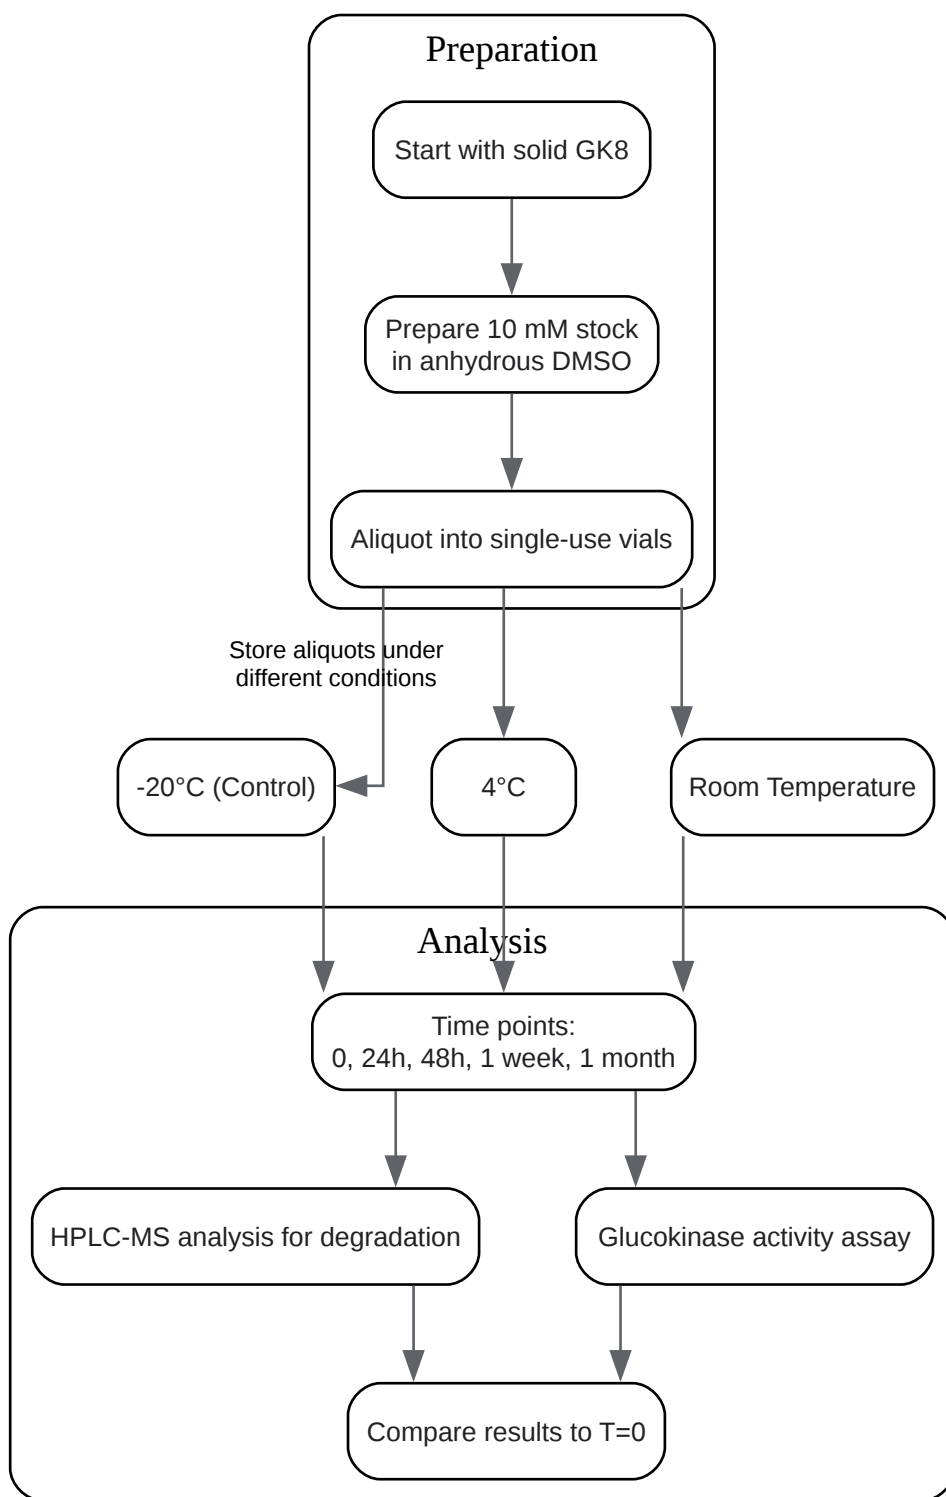 Preparation
Start with solid GK8
Prepare 10 mM stock
in anhydrous DMSO
Aliquot into single-use vials
Store aliquots under
different conditions
-20°C (Control)
4°C
Room Temperature
Analysis
Time points:
0, 24h, 48h, 1 week, 1 month
HPLC-MS analysis for degradation
Glucokinase activity assay
Compare results to T=0